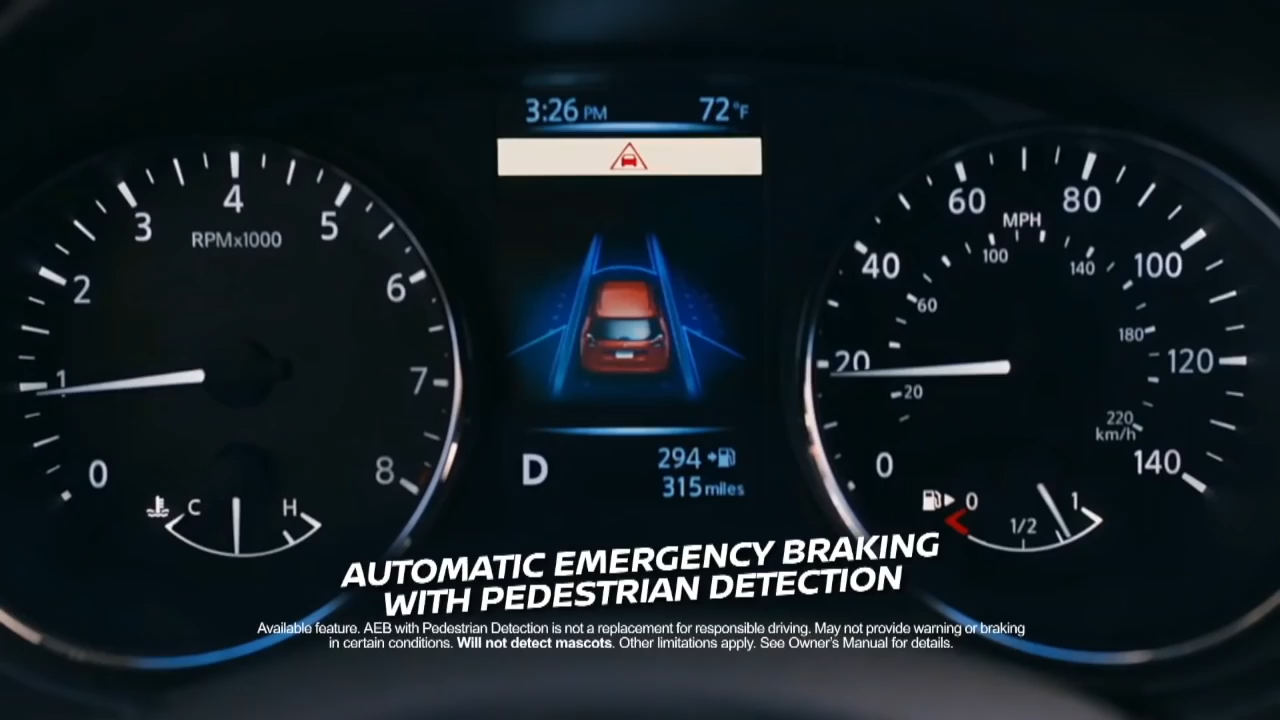 3:26 PM 72°F
4
3 5
RPMx1000
2 6
1 7
0 8
C H
D
294
315 miles
60 80
MPH
40 100
100 140
60
20 180 120
20
220
km/h
0 140
0 1/2 1
AUTOMATIC EMERGENCY BRAKING
WITH PEDESTRIAN DETECTION
Available feature. AEB with Pedestrian Detection is not a replacement for responsible driving. May not provide warning or braking
in certain conditions. Will not detect mascots. Other limitations apply. See Owner's Manual for details.